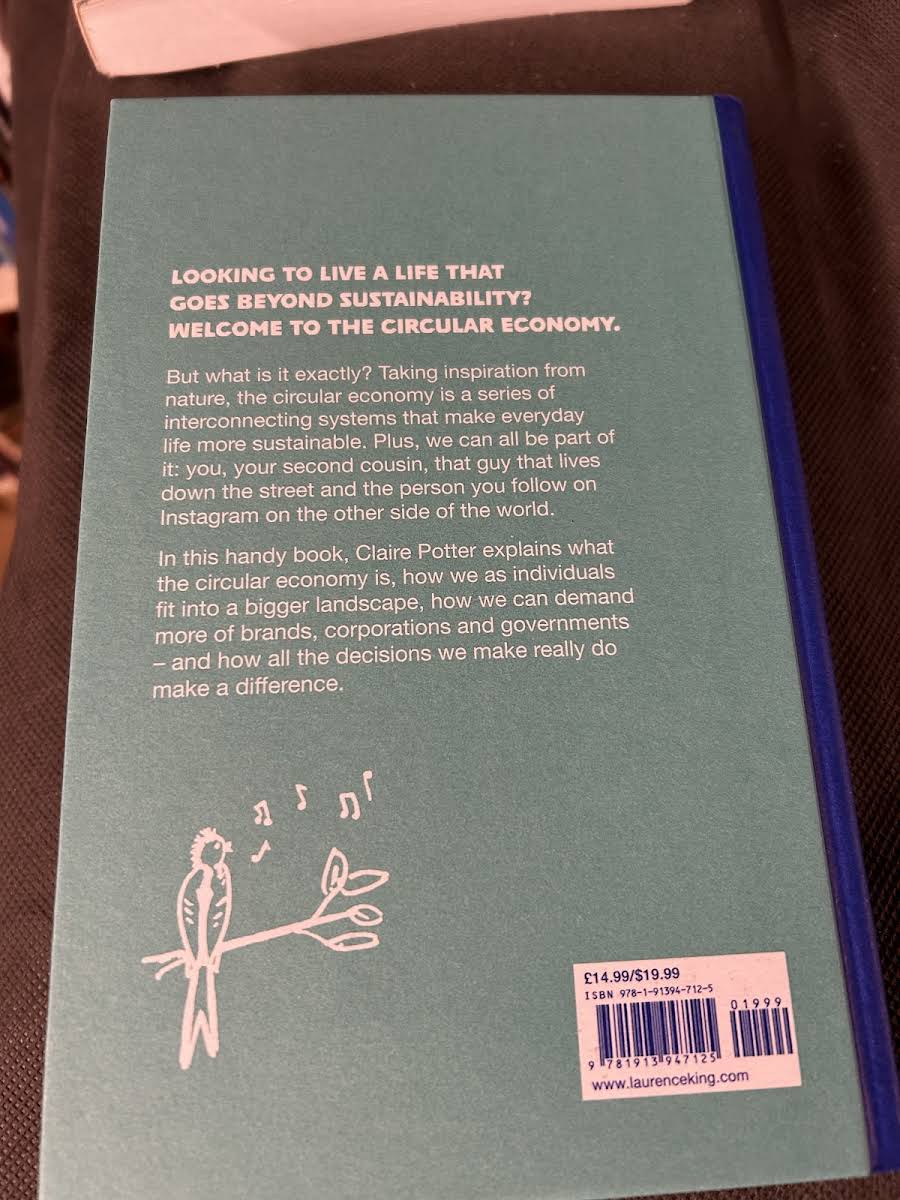 LOOKING TO LIVE A LIFE THAT
GOES BEYOND SUSTAINABILITY?
WELCOME TO THE CIRCULAR ECONOMY.
But what is it exactly? Taking inspiration from
nature, the circular economy is a series of
interconnecting systems that make everyday
life more sustainable. Plus, we can all be part of
it: you, your second cousin, that guy that lives
down the street and the person you follow on
Instagram on the other side of the world.
In this handy book, Claire Potter explains what
the circular economy is, how we as individuals
fit into a bigger landscape, how we can demand
more of brands, corporations and governments
– and how all the decisions we make really do
make a difference.
£14.99/$19.99
ISBN 978-1-91394-712-5
01999
9 781913 947125
www.laurenceking.com